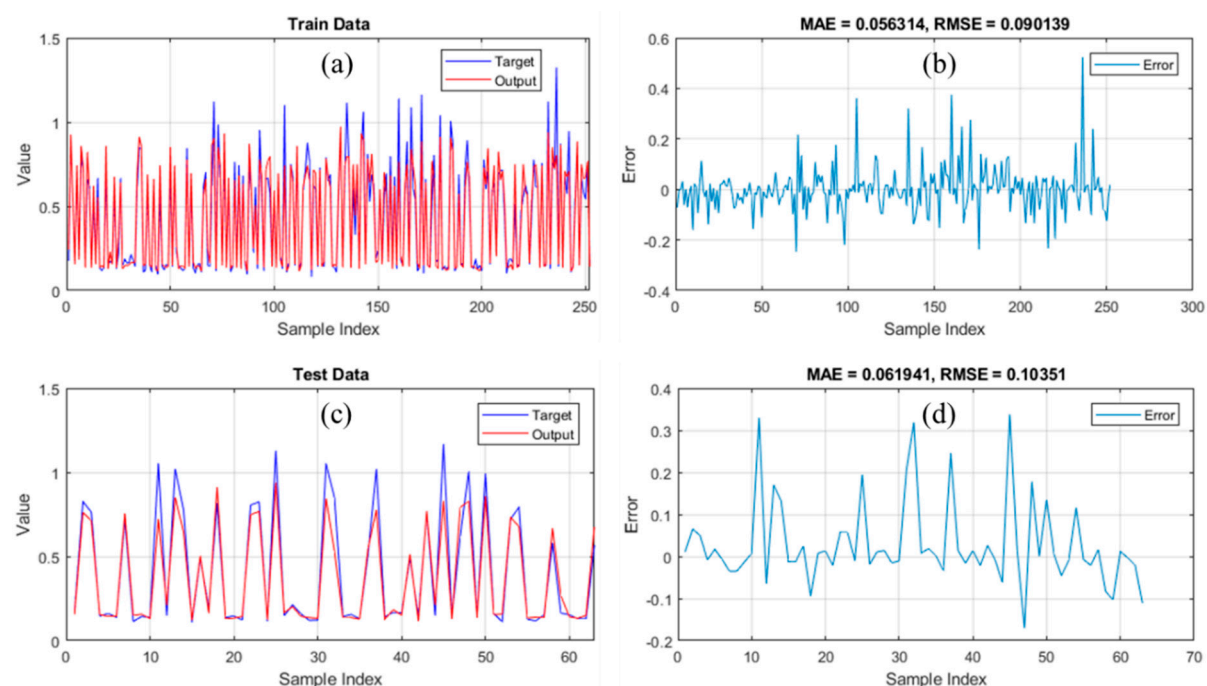 Train Data
(a)
Target
Output
Value
1.5
1
0.5
0
0 50 100 150 200 250
Sample Index
MAE = 0.056314, RMSE = 0.090139
(b)
Error
Error
0.6
0.4
0.2
0
-0.2
-0.4
0 50 100 150 200 250 300
Sample Index
Test Data
(c)
Target
Output
Value
1.5
1
0.5
0
0 10 20 30 40 50 60
Sample Index
MAE = 0.061941, RMSE = 0.10351
(d)
Error
Error
0.4
0.3
0.2
0.1
0
-0.1
-0.2
0 10 20 30 40 50 60 70
Sample Index